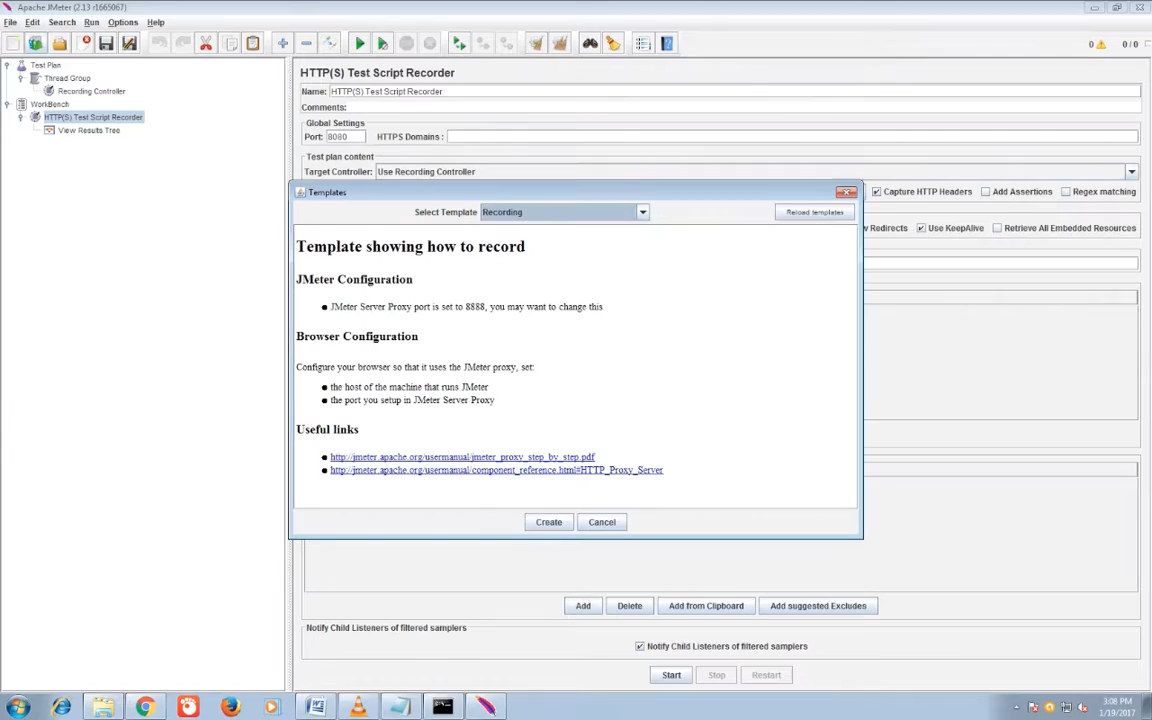 Apache JMeter (2.13 r1665067)
File Edit Search Run Options Help
0 0/0
Test Plan
Thread Group
Recording Controller
WorkBench
HTTP(S) Test Script Recorder
View Results Tree
HTTP(S) Test Script Recorder
Name: HTTP(S) Test Script Recorder
Comments:
Global Settings
Port: 8080 HTTPS Domains :
Test plan content
Target Controller: Use Recording Controller
Capture HTTP Headers Add Assertions Regex matching
Redirects Use KeepAlive Retrieve All Embedded Resources
Templates
Select Template Recording Reload templates
Template showing how to record
JMeter Configuration
JMeter Server Proxy port is set to 8888, you may want to change this
Browser Configuration
Configure your browser so that it uses the JMeter proxy, set:
the host of the machine that runs JMeter
the port you setup in JMeter Server Proxy
Useful links
http://jmeter.apache.org/usermanual/jmeter_proxy_step_by_step.pdf
http://jmeter.apache.org/usermanual/component_reference.html#HTTP_Proxy_Server
Create Cancel
Add Delete Add from Clipboard Add suggested Excludes
Notify Child Listeners of filtered samplers
Notify Child Listeners of filtered samplers
Start Stop Restart
3:08 PM
1/19/2017